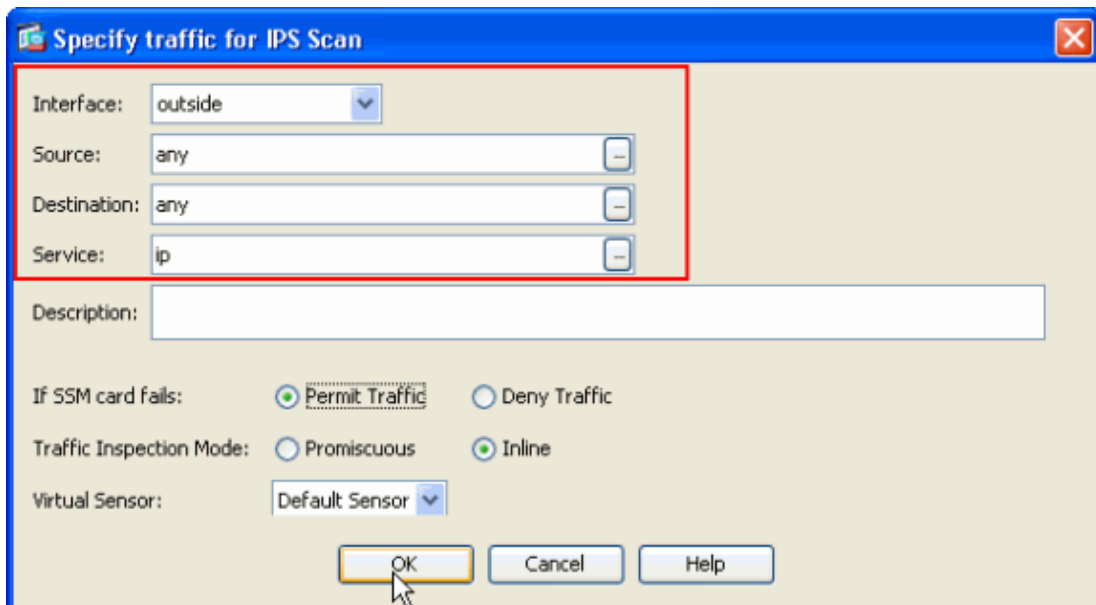 Specify traffic for IPS Scan
Interface: outside
Source: any
Destination: any
Service: ip
Description:
If SSM card fails: Permit Traffic Deny Traffic
Traffic Inspection Mode: Promiscuous Inline
Virtual Sensor: Default Sensor
OK Cancel Help